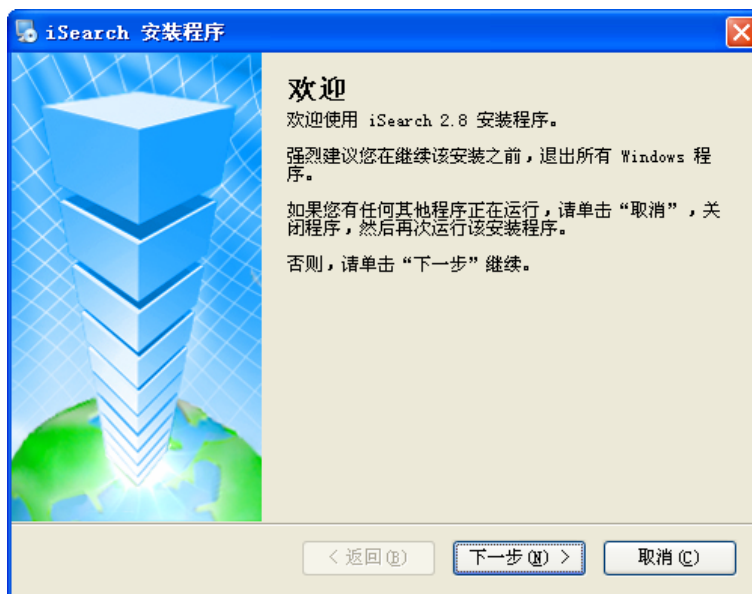 iSearch 安装程序
欢迎
欢迎使用 iSearch 2.8 安装程序。
强烈建议您在继续该安装之前,退出所有 Windows 程
序。
如果您有任何其他程序正在运行,请单击“取消”,关
闭程序,然后再次运行该安装程序。
否则,请单击“下一步”继续。
< 返回(B)
下一步(N) >
取消(C)